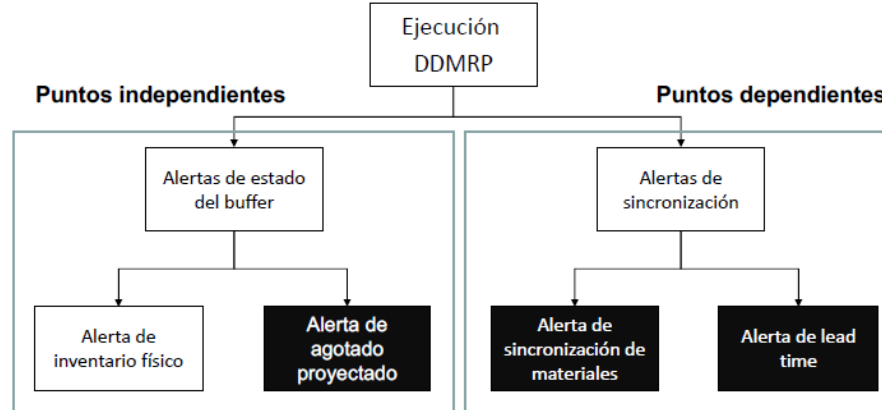 Ejecución
DDMRP
Puntos independientes
Puntos dependientes
Alertas de estado
del buffer
Alertas de
sincronización
Alerta de
inventario físico
Alerta de
agotado
proyectado
Alerta de
sincronización de
materiales
Alerta de lead
time